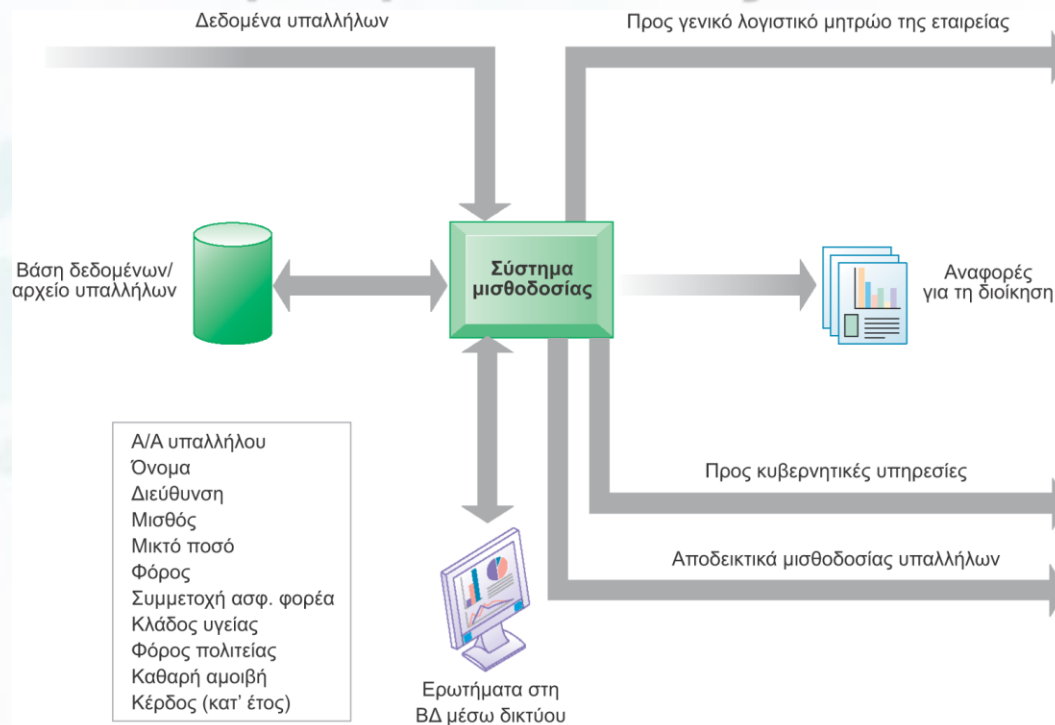 Δεδομένα υπαλλήλων
Προς γενικό λογιστικό μητρώο της εταιρείας
Βάση δεδομένων/
αρχείο υπαλλήλων
Σύστημα
μισθοδοσίας
Αναφορές
για τη διοίκηση
Α/Α υπαλλήλου
Όνομα
Διεύθυνση
Μισθός
Μικτό ποσό
Φόρος
Συμμετοχή ασφ. φορέα
Κλάδος υγείας
Φόρος πολιτείας
Καθαρή αμοιβή
Κέρδος (κατ' έτος)
Προς κυβερνητικές υπηρεσίες
Αποδεικτικά μισθοδοσίας υπαλλήλων
Ερωτήματα στη
ΒΔ μέσω δικτύου